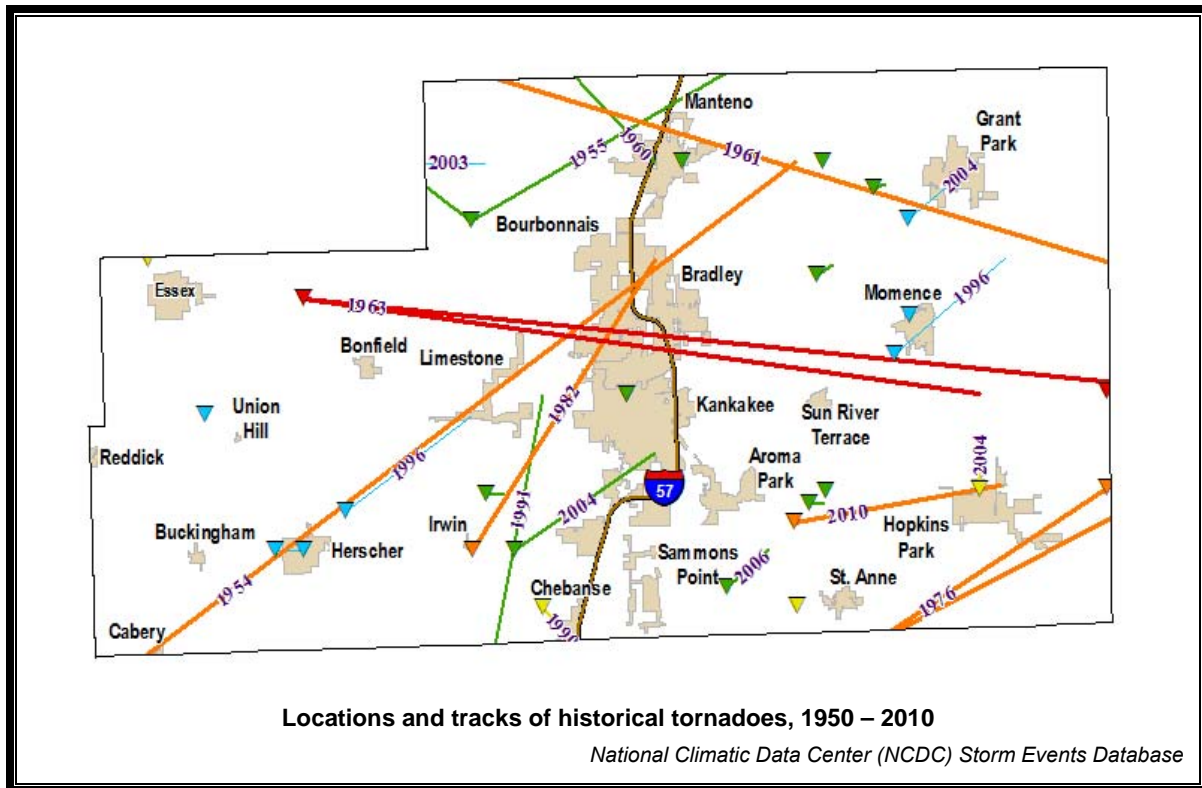 Manteno
Grant
Park
1961
1960
1955
2003
2004
Bourbonnais
Essex
Bradley
1963
Momence
1996
Bonfield
Limestone
1982
Kankakee
Sun River
Terrace
Union
Hill
Reddick
1996
Aroma
Park
2004
57
1991
2004
2010
Hopkins
Park
Irwin
Buckingham
Herscher
Sammons
Point
2006
St. Anne
1976
Chebanse
1954
Cabery
Locations and tracks of historical tornadoes, 1950 – 2010
National Climatic Data Center (NCDC) Storm Events Database